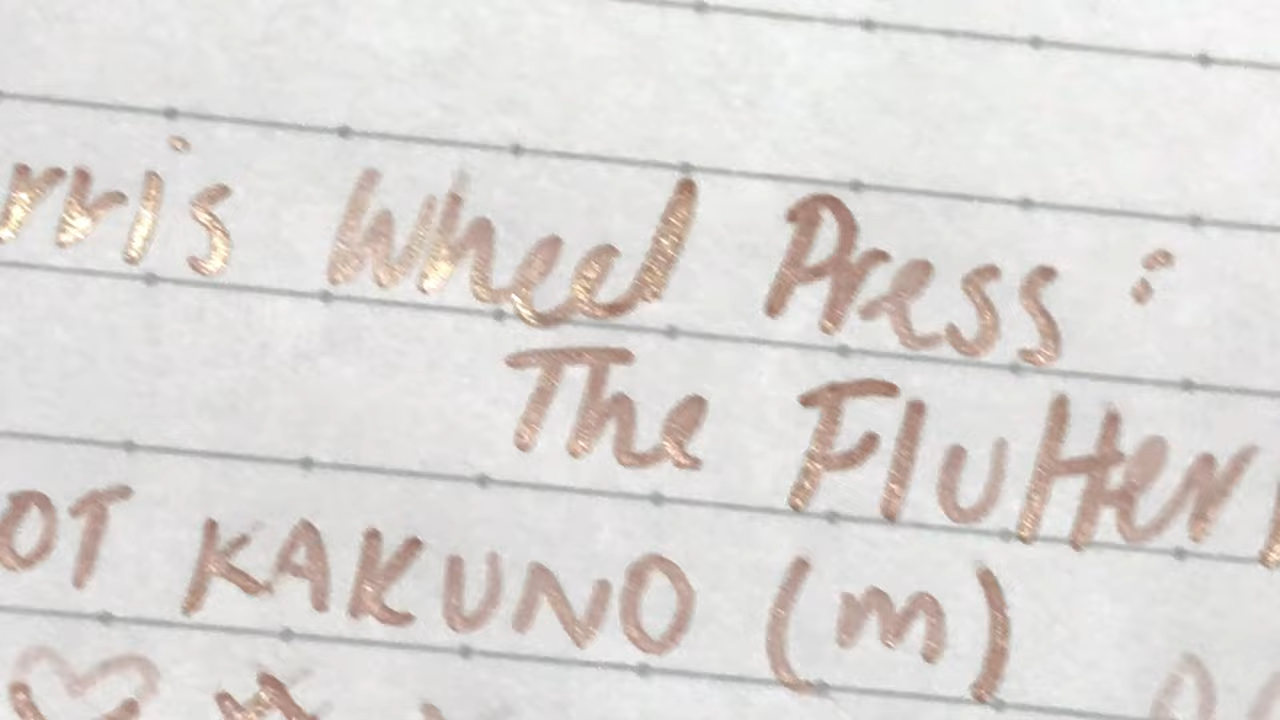 rris Wheel Press :
The Flutter
OT KAKUNO (m)